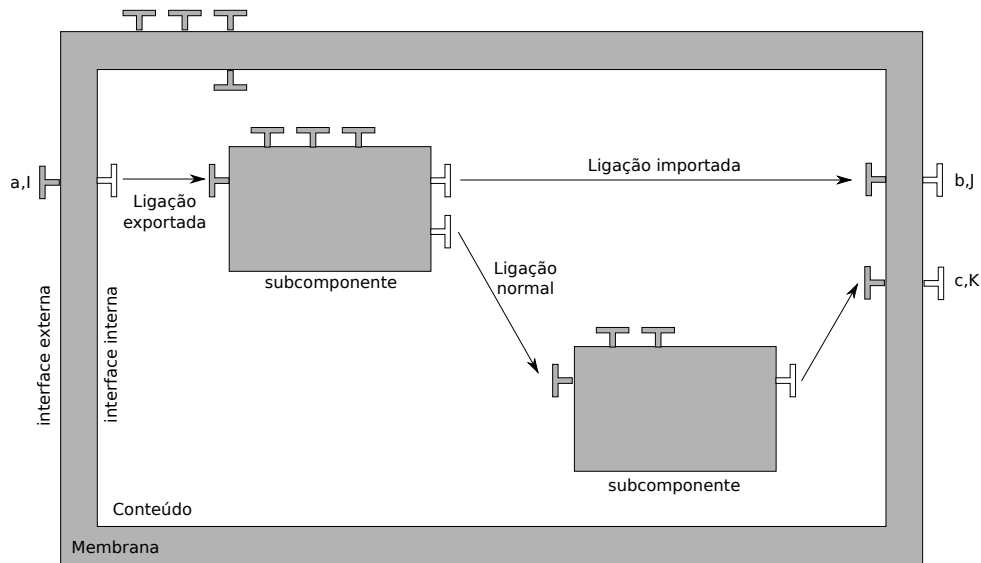 a,I
Ligação
exportada
Ligação importada
b,J
subcomponente
Ligação
normal
c,K
interface externa
interface interna
subcomponente
Conteúdo
Membrana